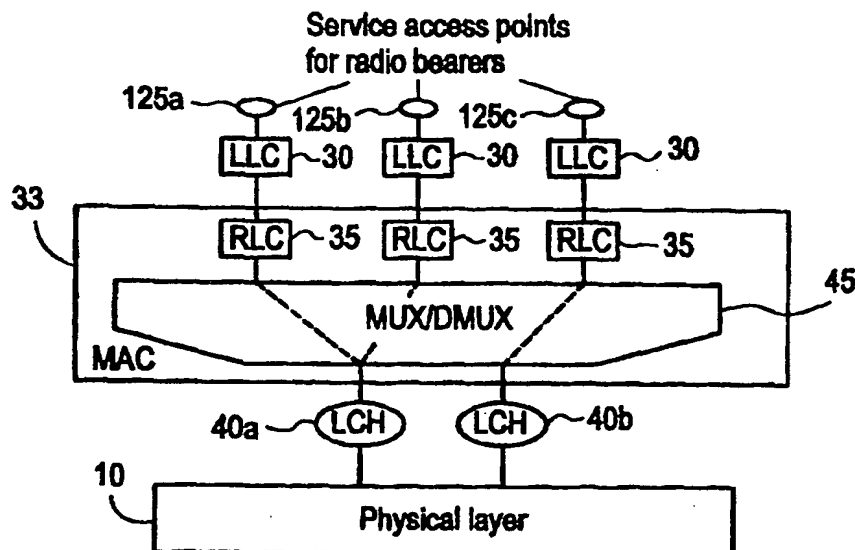 Service access points
for radio bearers
125a
125b
125c
LLC 30
LLC 30
LLC 30
33
RLC 35
RLC 35
RLC 35
45
MUX/DMUX
MAC
40a LCH
LCH 40b
10
Physical layer